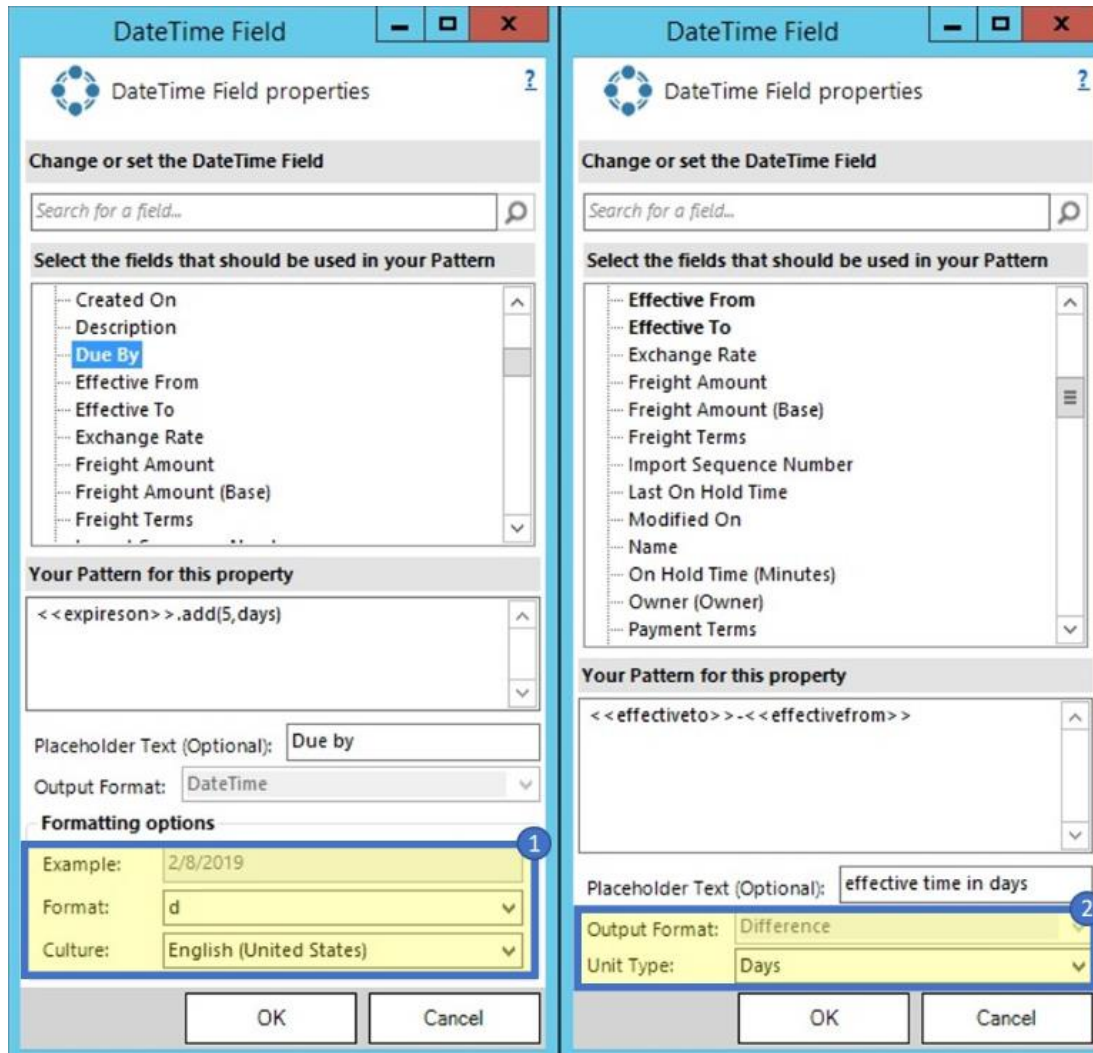 DateTime Field
DateTime Field properties
?
Change or set the DateTime Field
Search for a field...
Select the fields that should be used in your Pattern
Created On
Description
Due By
Effective From
Effective To
Exchange Rate
Freight Amount
Freight Amount (Base)
Freight Terms
Your Pattern for this property
<<expireson>>.add(5,days)
Placeholder Text (Optional): Due by
Output Format: DateTime
Formatting options
1
Example: 2/8/2019
Format: d
Culture: English (United States)
OK Cancel
DateTime Field
DateTime Field properties
?
Change or set the DateTime Field
Search for a field...
Select the fields that should be used in your Pattern
Effective From
Effective To
Exchange Rate
Freight Amount
Freight Amount (Base)
Freight Terms
Import Sequence Number
Last On Hold Time
Modified On
Name
On Hold Time (Minutes)
Owner (Owner)
Payment Terms
Your Pattern for this property
<<effectiveto>>-<<effectivefrom>>
Placeholder Text (Optional): effective time in days
2
Output Format: Difference
Unit Type: Days
OK Cancel